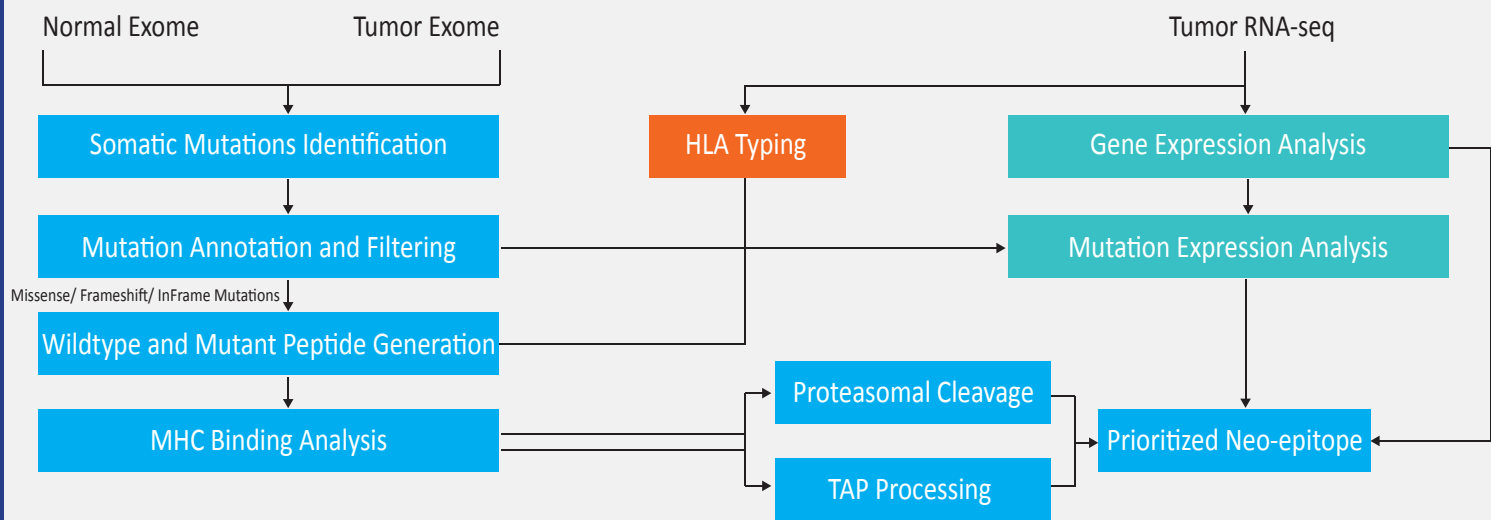 Normal Exome
Tumor Exome
Tumor RNA-seq
Somatic Mutations Identification
HLA Typing
Gene Expression Analysis
Mutation Annotation and Filtering
Mutation Expression Analysis
Missense/ Frameshift/ InFrame Mutations
Wildtype and Mutant Peptide Generation
Proteasomal Cleavage
MHC Binding Analysis
Prioritized Neo-epitope
TAP Processing